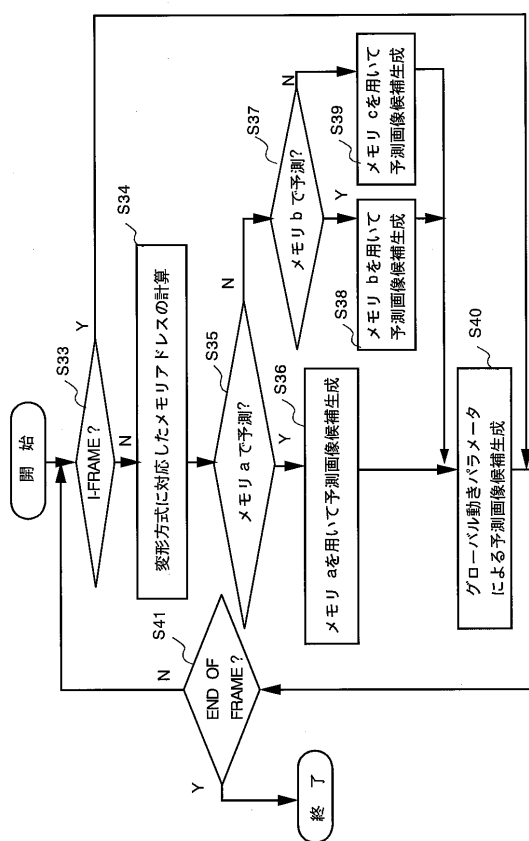 開 始
S33
I-FRAME?
Y
N
S34
変形方式に対応したメモリアドレスの計算
S35
メモリ aで予測?
N
Y
S36
メモリ aを用いて予測画像候補生成
S37
メモリ b で予測?
N
Y
S38
メモリ bを用いて
予測画像候補生成
S39
メモリ cを用いて
予測画像候補生成
S40
グローバル動きパラメータ
による予測画像候補生成
S41
END OF
FRAME?
N
Y
終 了